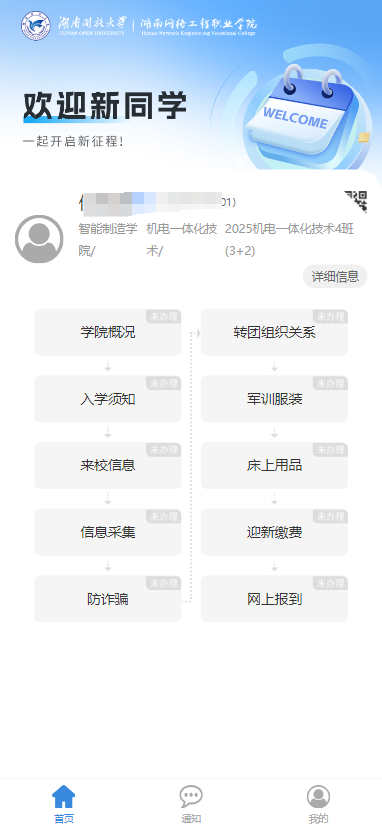 湖南开放大学 湖南网络工程职业学院
HUNAN OPEN UNIVERSITY Hunan Network Engineering Vocational College
欢迎新同学
一起开启新征程!
WELCOME
01)
智能制造学院/ 机电一体化技术/ 2025机电一体化技术4班(3+2)
详细信息
未办理
学院概况
未办理
入学须知
未办理
来校信息
未办理
信息采集
未办理
防诈骗
未办理
转团组织关系
未办理
军训服装
未办理
床上用品
未办理
迎新缴费
未办理
网上报到
首页 通知 我的